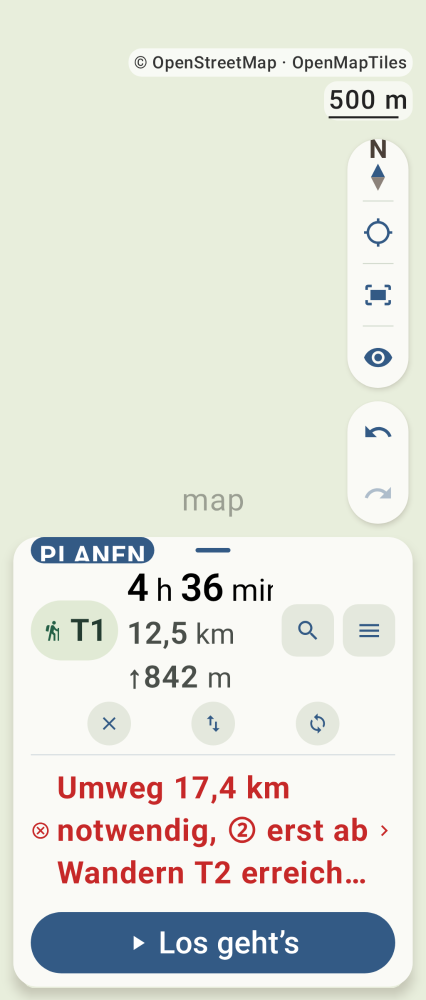 © OpenStreetMap · OpenMapTiles
500 m
N
map
PLANEN
4 h 36 min
T1
12,5 km
↑842 m
Umweg 17,4 km
notwendig, ② erst ab
Wandern T2 erreich…
Los geht’s